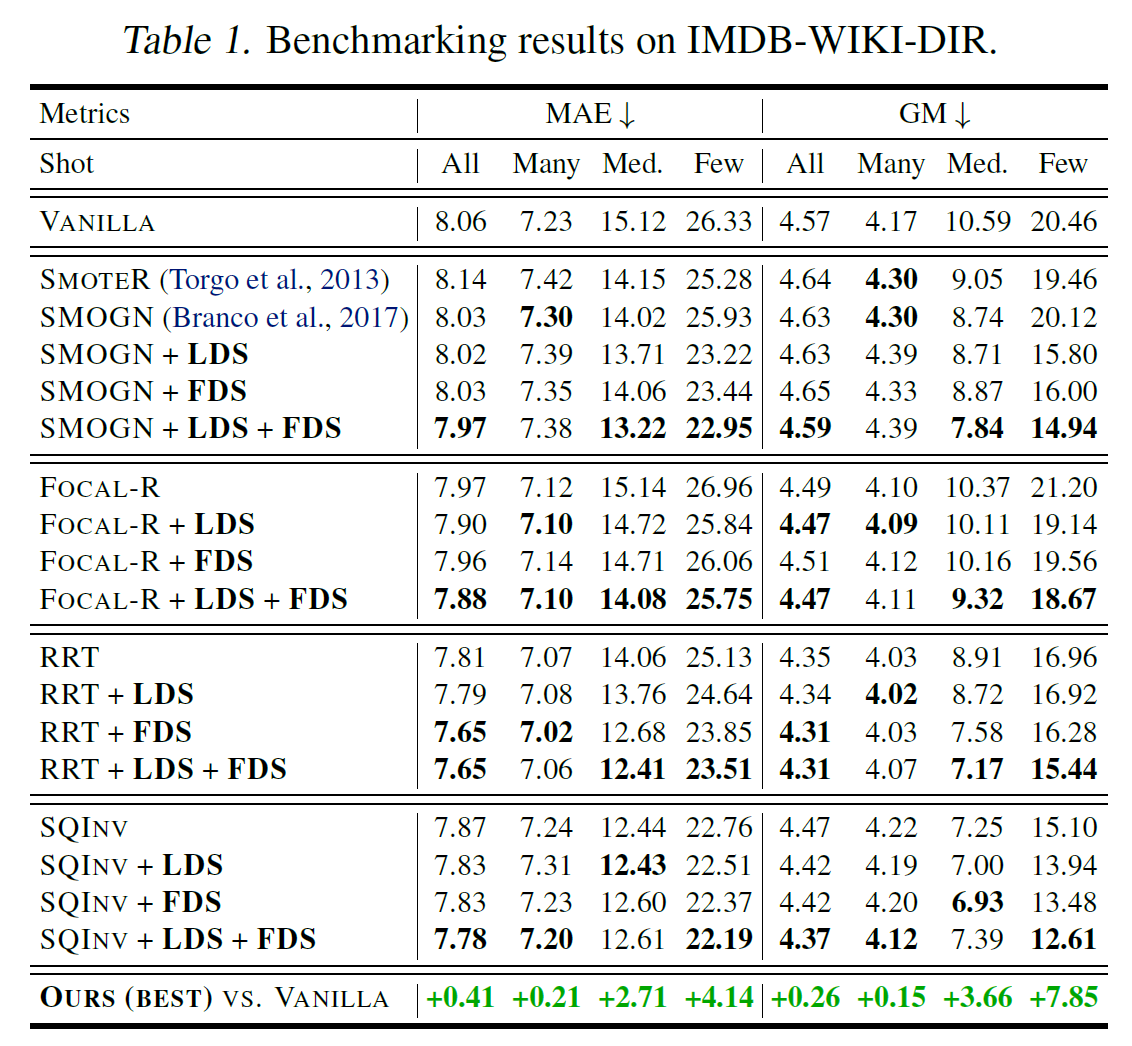 Table 1. Benchmarking results on IMDB-WIKI-DIR.
Metrics MAE ↓ GM ↓
Shot All Many Med. Few All Many Med. Few
VANILLA 8.06 7.23 15.12 26.33 4.57 4.17 10.59 20.46
SMOTER (Torgo et al., 2013) 8.14 7.42 14.15 25.28 4.64 4.30 9.05 19.46
SMOGN (Branco et al., 2017) 8.03 7.30 14.02 25.93 4.63 4.30 8.74 20.12
SMOGN + LDS 8.02 7.39 13.71 23.22 4.63 4.39 8.71 15.80
SMOGN + FDS 8.03 7.35 14.06 23.44 4.65 4.33 8.87 16.00
SMOGN + LDS + FDS 7.97 7.38 13.22 22.95 4.59 4.39 7.84 14.94
FOCAL-R 7.97 7.12 15.14 26.96 4.49 4.10 10.37 21.20
FOCAL-R + LDS 7.90 7.10 14.72 25.84 4.47 4.09 10.11 19.14
FOCAL-R + FDS 7.96 7.14 14.71 26.06 4.51 4.12 10.16 19.56
FOCAL-R + LDS + FDS 7.88 7.10 14.08 25.75 4.47 4.11 9.32 18.67
RRT 7.81 7.07 14.06 25.13 4.35 4.03 8.91 16.96
RRT + LDS 7.79 7.08 13.76 24.64 4.34 4.02 8.72 16.92
RRT + FDS 7.65 7.02 12.68 23.85 4.31 4.03 7.58 16.28
RRT + LDS + FDS 7.65 7.06 12.41 23.51 4.31 4.07 7.17 15.44
SQINV 7.87 7.24 12.44 22.76 4.47 4.22 7.25 15.10
SQINV + LDS 7.83 7.31 12.43 22.51 4.42 4.19 7.00 13.94
SQINV + FDS 7.83 7.23 12.60 22.37 4.42 4.20 6.93 13.48
SQINV + LDS + FDS 7.78 7.20 12.61 22.19 4.37 4.12 7.39 12.61
OURS (BEST) VS. VANILLA +0.41 +0.21 +2.71 +4.14 +0.26 +0.15 +3.66 +7.85